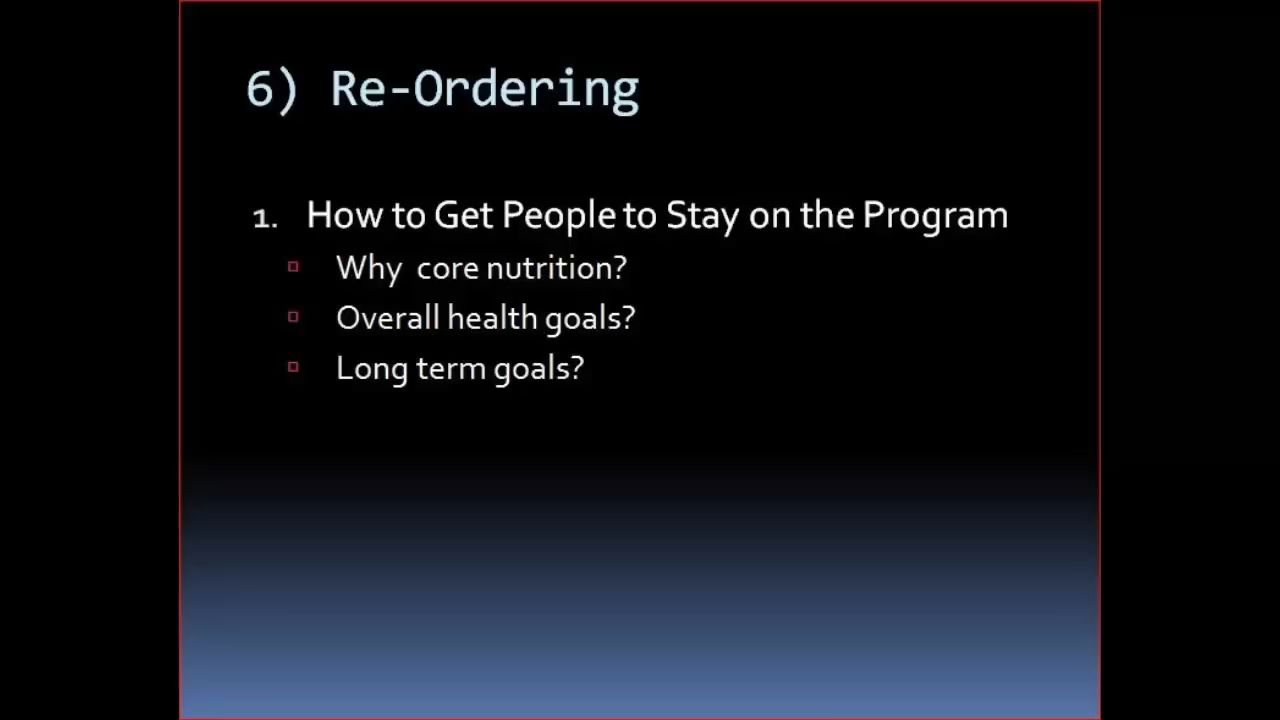 6) Re-Ordering
1. How to Get People to Stay on the Program
Why core nutrition?
Overall health goals?
Long term goals?